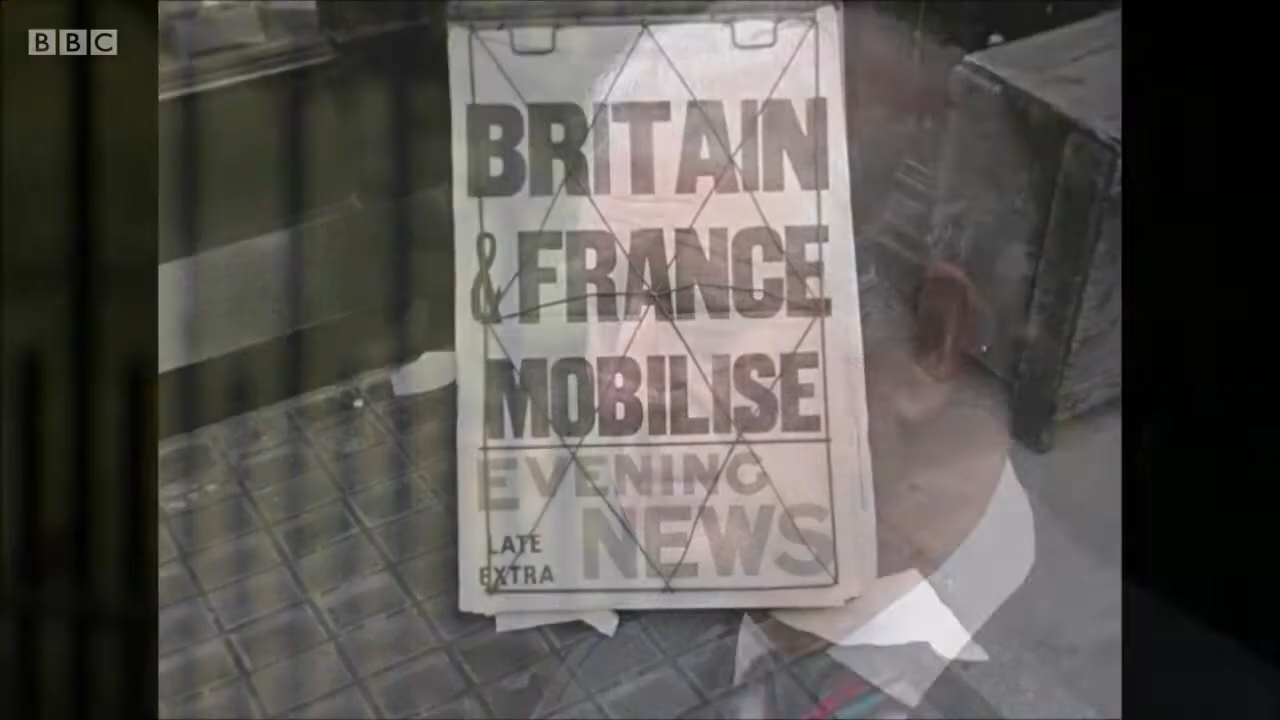 BBC
BRITAIN
& FRANCE
MOBILISE
EVENING
NEWS
LATE
EXTRA